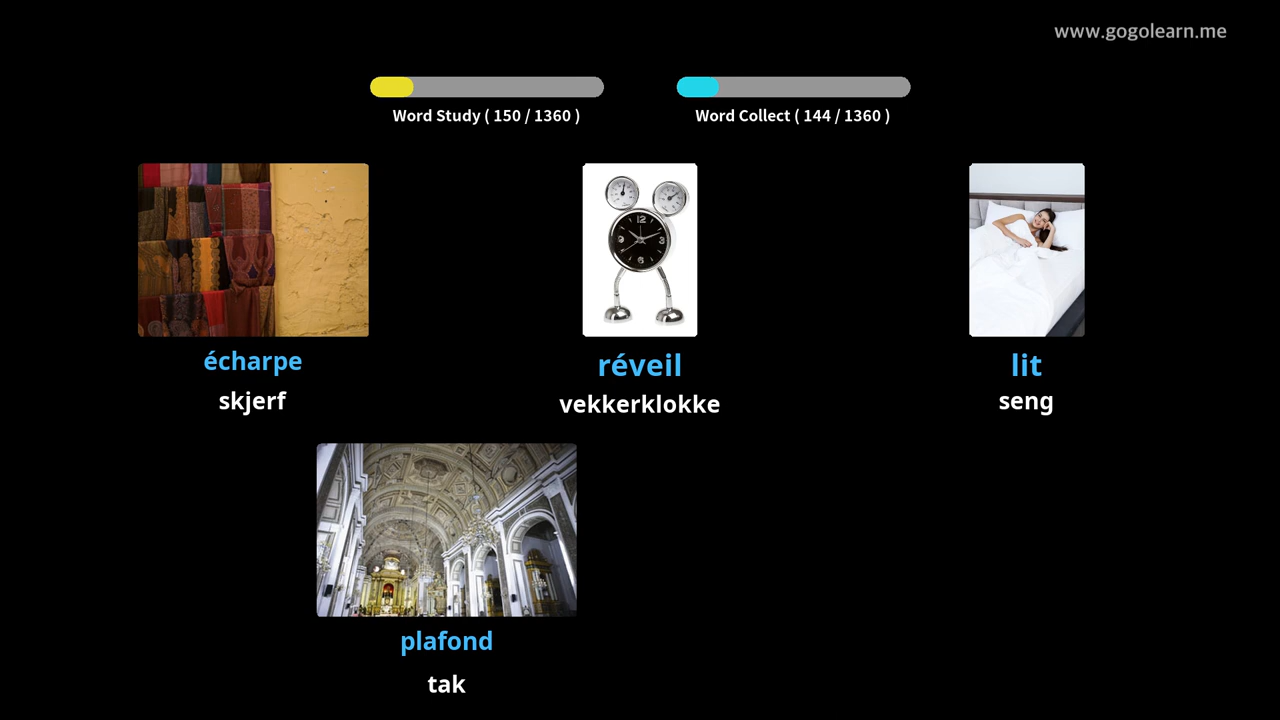 www.gogolearn.me
Word Study ( 150 / 1360 )
Word Collect ( 144 / 1360 )
écharpe
skjerf
réveil
vekkerklokke
lit
seng
plafond
tak